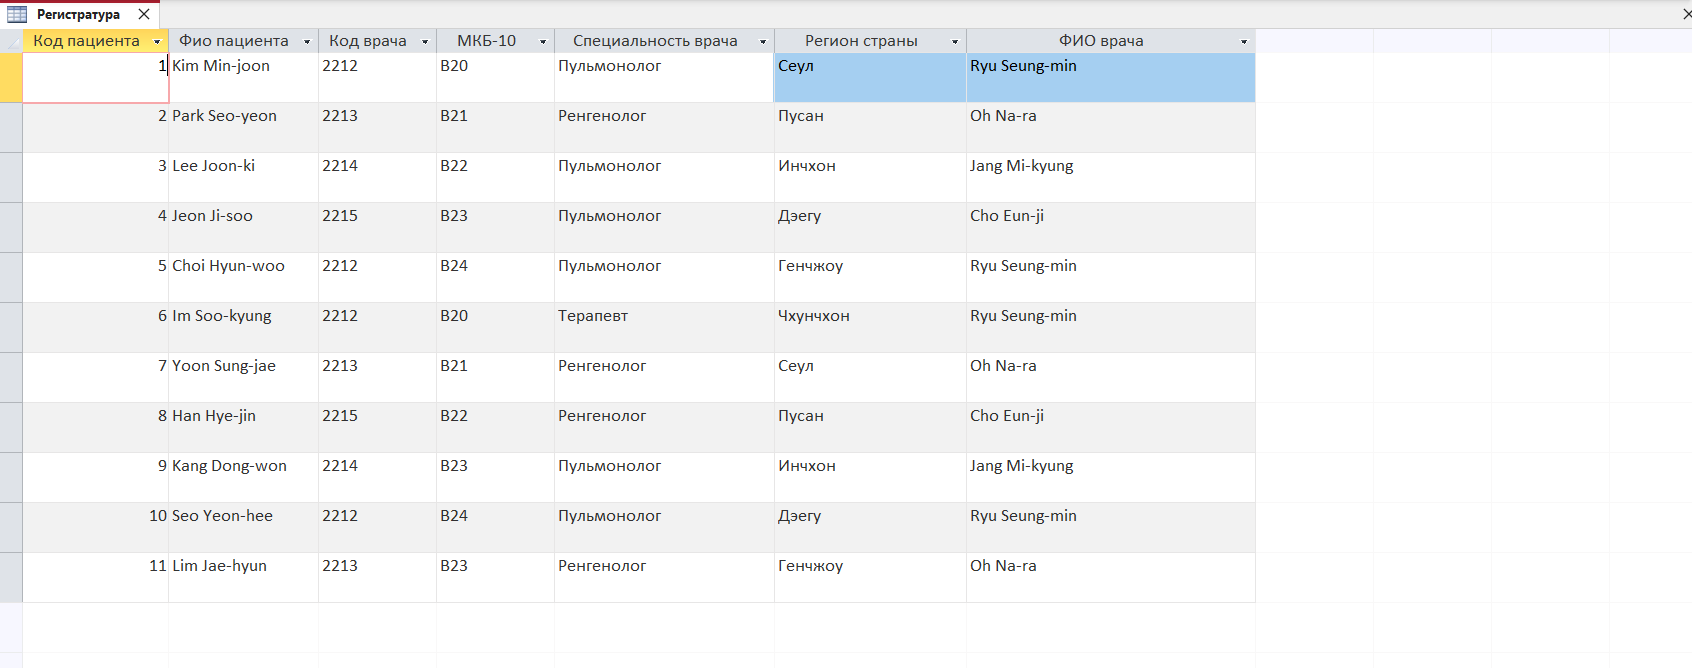 Регистратура
Код пациента Фио пациента Код врача МКБ-10 Специальность врача Регион страны ФИО врача
1 Kim Min-joon 2212 B20 Пульмонолог Сеул Ryu Seung-min
2 Park Seo-yeon 2213 B21 Ренгенолог Пусан Oh Na-ra
3 Lee Joon-ki 2214 B22 Пульмонолог Инчхон Jang Mi-kyung
4 Jeon Ji-soo 2215 B23 Пульмонолог Дэегу Cho Eun-ji
5 Choi Hyun-woo 2212 B24 Пульмонолог Генчжоу Ryu Seung-min
6 Im Soo-kyung 2212 B20 Терапевт Чхунчхон Ryu Seung-min
7 Yoon Sung-jae 2213 B21 Ренгенолог Сеул Oh Na-ra
8 Han Hye-jin 2215 B22 Ренгенолог Пусан Cho Eun-ji
9 Kang Dong-won 2214 B23 Пульмонолог Инчхон Jang Mi-kyung
10 Seo Yeon-hee 2212 B24 Пульмонолог Дэегу Ryu Seung-min
11 Lim Jae-hyun 2213 B23 Ренгенолог Генчжоу Oh Na-ra